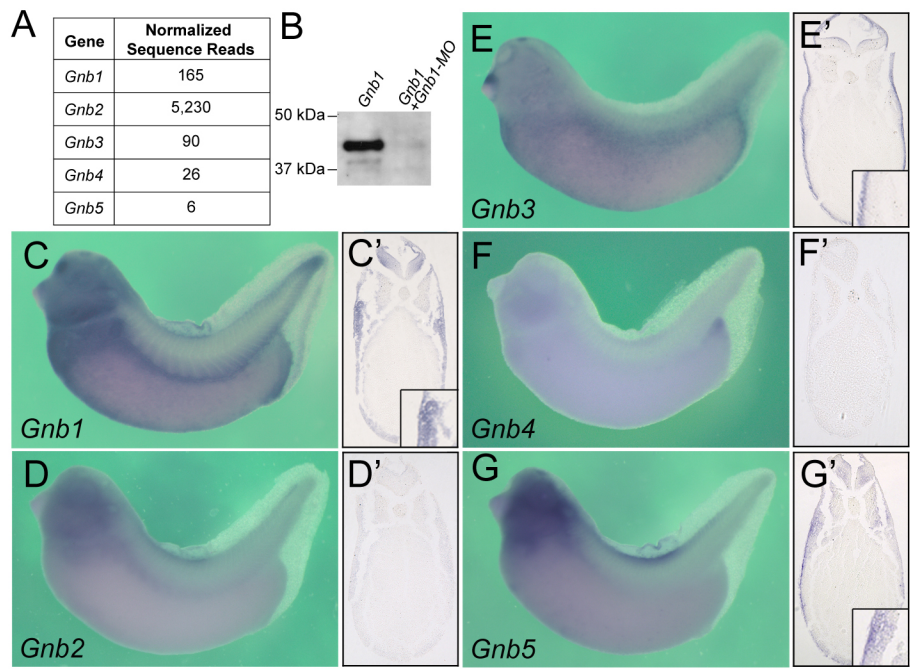 A
Gene Normalized Sequence Reads
Gnb1 165
Gnb2 5,230
Gnb3 90
Gnb4 26
Gnb5 6
B
Gnb1
Gnb1
+Gnb1-MO
50 kDa
37 kDa
E
Gnb3
E'
C
Gnb1
C'
F
Gnb4
F'
D
Gnb2
D'
G
Gnb5
G'